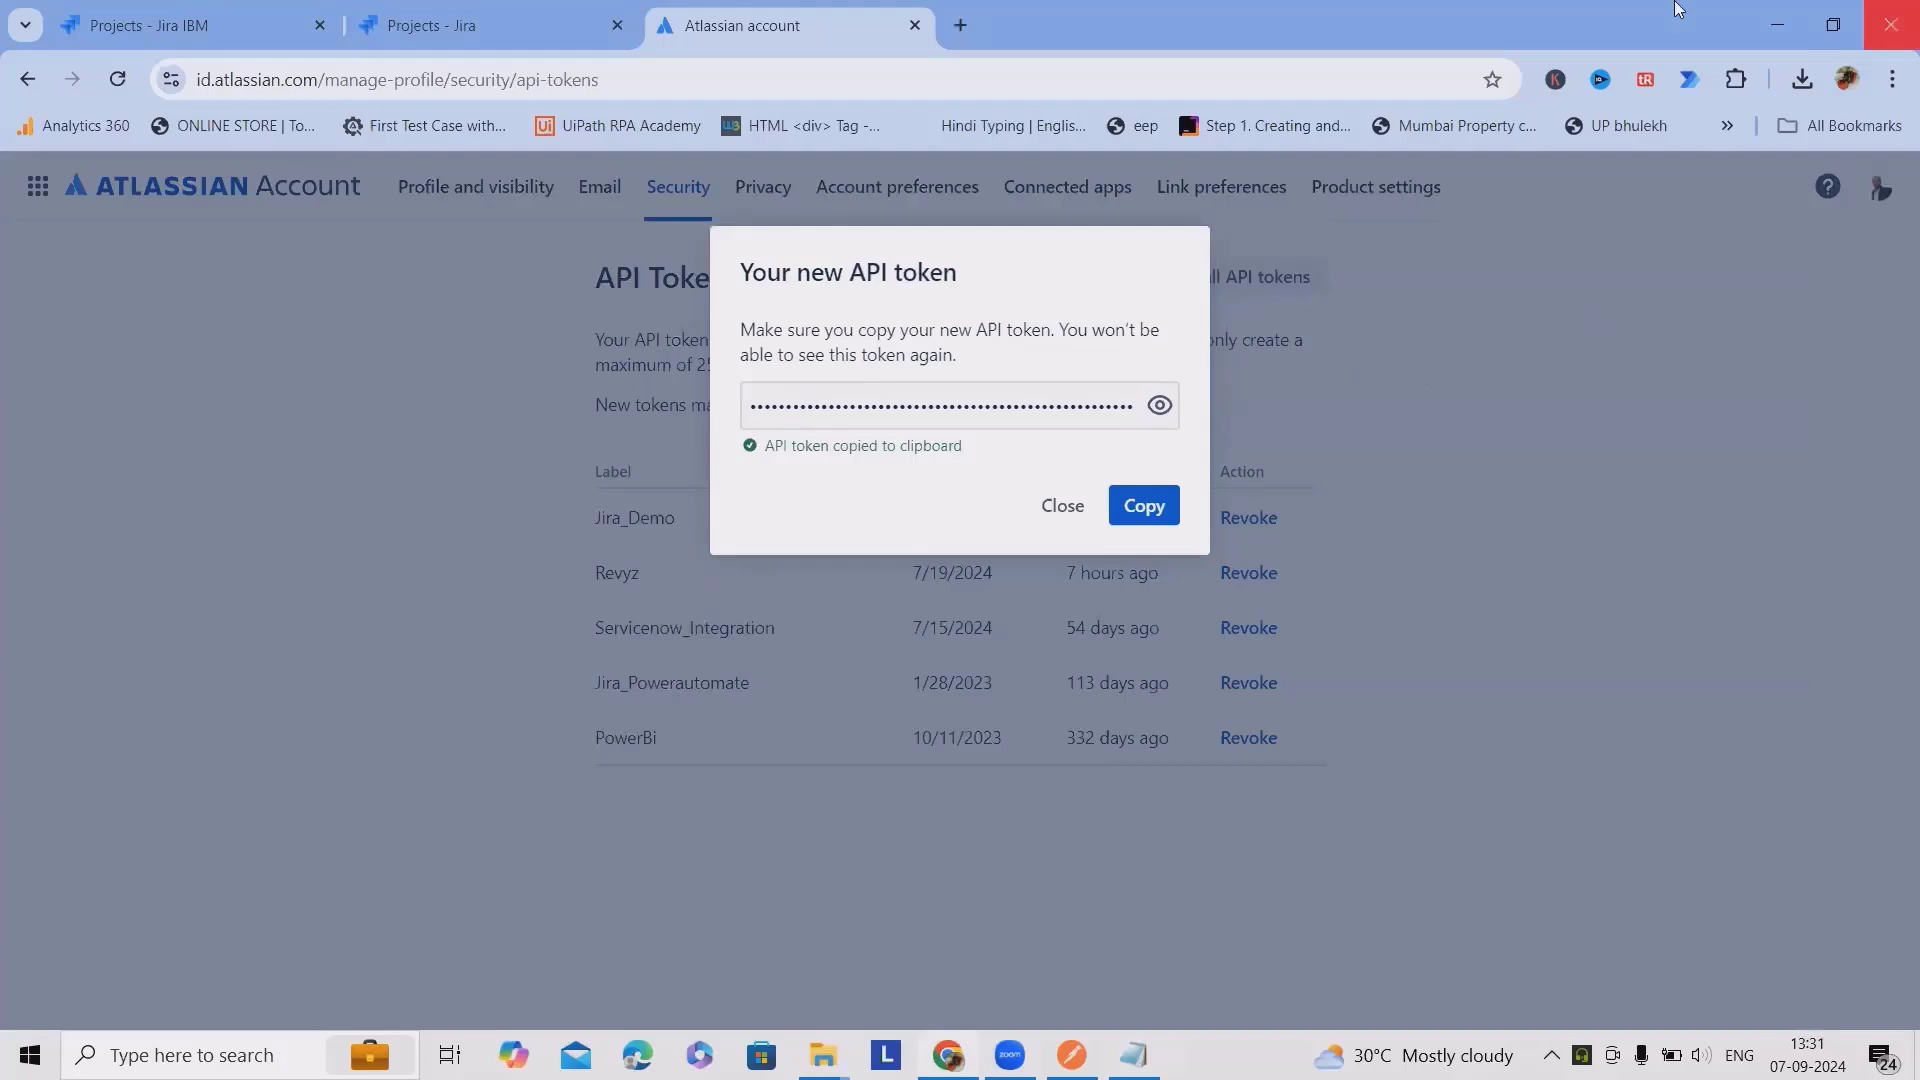 Projects - Jira IBM
Projects - Jira
Atlassian account
id.atlassian.com/manage-profile/security/api-tokens
Analytics 360
ONLINE STORE | To...
First Test Case with...
UiPath RPA Academy
HTML <div> Tag -...
Hindi Typing | Englis...
eep
Step 1. Creating and...
Mumbai Property c...
UP bhulekh
All Bookmarks
ATLASSIAN Account
Profile and visibility
Email
Security
Privacy
Account preferences
Connected apps
Link preferences
Product settings
API Toke
ll API tokens
Your API token
only create a
maximum of 25
New tokens ma
Your new API token
Make sure you copy your new API token. You won't be
able to see this token again.
API token copied to clipboard
Close
Copy
Label
Action
Jira_Demo
Revoke
Revyz 7/19/2024 7 hours ago Revoke
Servicenow_Integration 7/15/2024 54 days ago Revoke
Jira_Powerautomate 1/28/2023 113 days ago Revoke
PowerBi 10/11/2023 332 days ago Revoke
Type here to search
L
zoom
30°C Mostly cloudy
ENG
13:31
07-09-2024
24